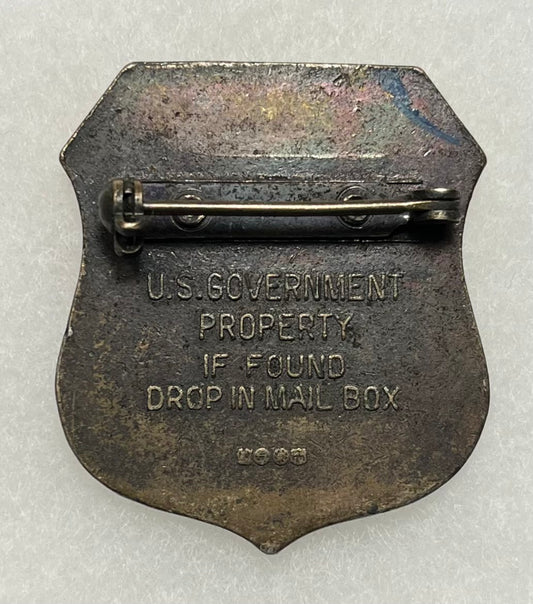 U.S. GOVERNMENT
PROPERTY
IF FOUND
DROP IN MAIL BOX